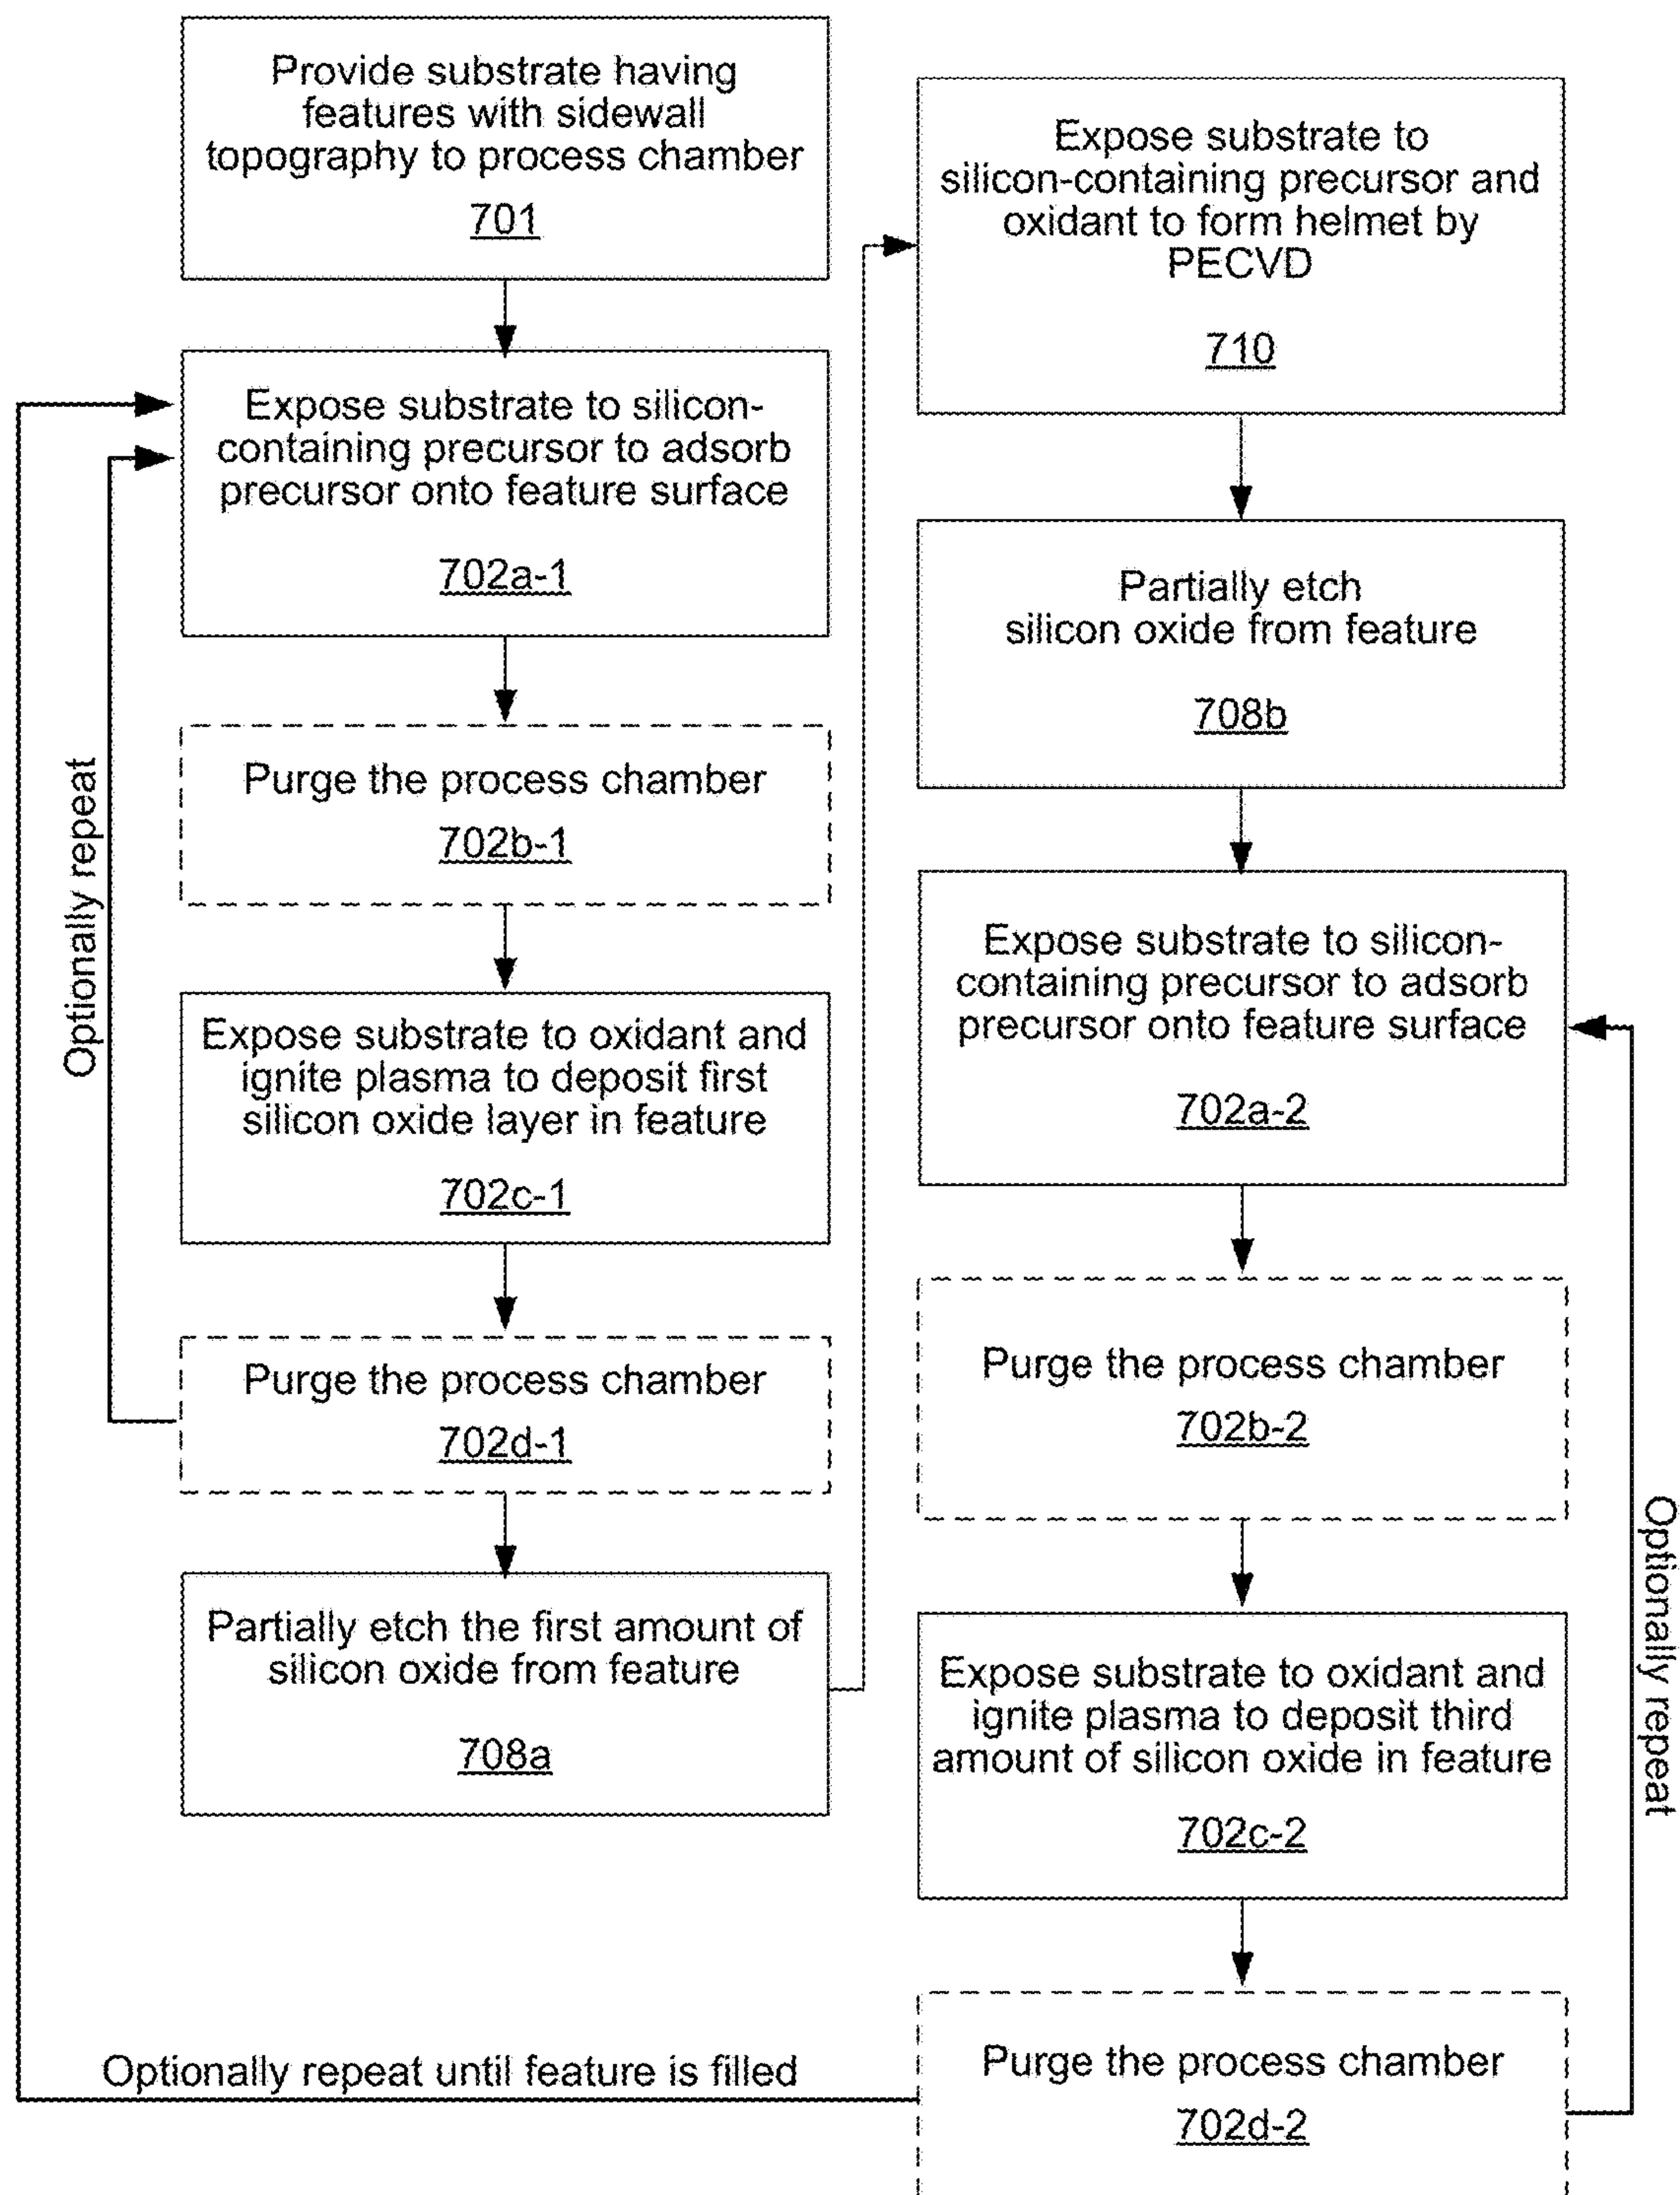 Provide substrate having
features with sidewall
topography to process chamber
701
Expose substrate to silicon-
containing precursor to adsorb
precursor onto feature surface
702a-1
Purge the process chamber
702b-1
Expose substrate to oxidant and
ignite plasma to deposit first
silicon oxide layer in feature
702c-1
Purge the process chamber
702d-1
Partially etch the first amount of
silicon oxide from feature
708a
Optionally repeat
Expose substrate to
silicon-containing precursor and
oxidant to form helmet by
PECVD
710
Partially etch
silicon oxide from feature
708b
Expose substrate to silicon-
containing precursor to adsorb
precursor onto feature surface
702a-2
Purge the process chamber
702b-2
Expose substrate to oxidant and
ignite plasma to deposit third
amount of silicon oxide in feature
702c-2
Purge the process chamber
702d-2
Optionally repeat
Optionally repeat until feature is filled